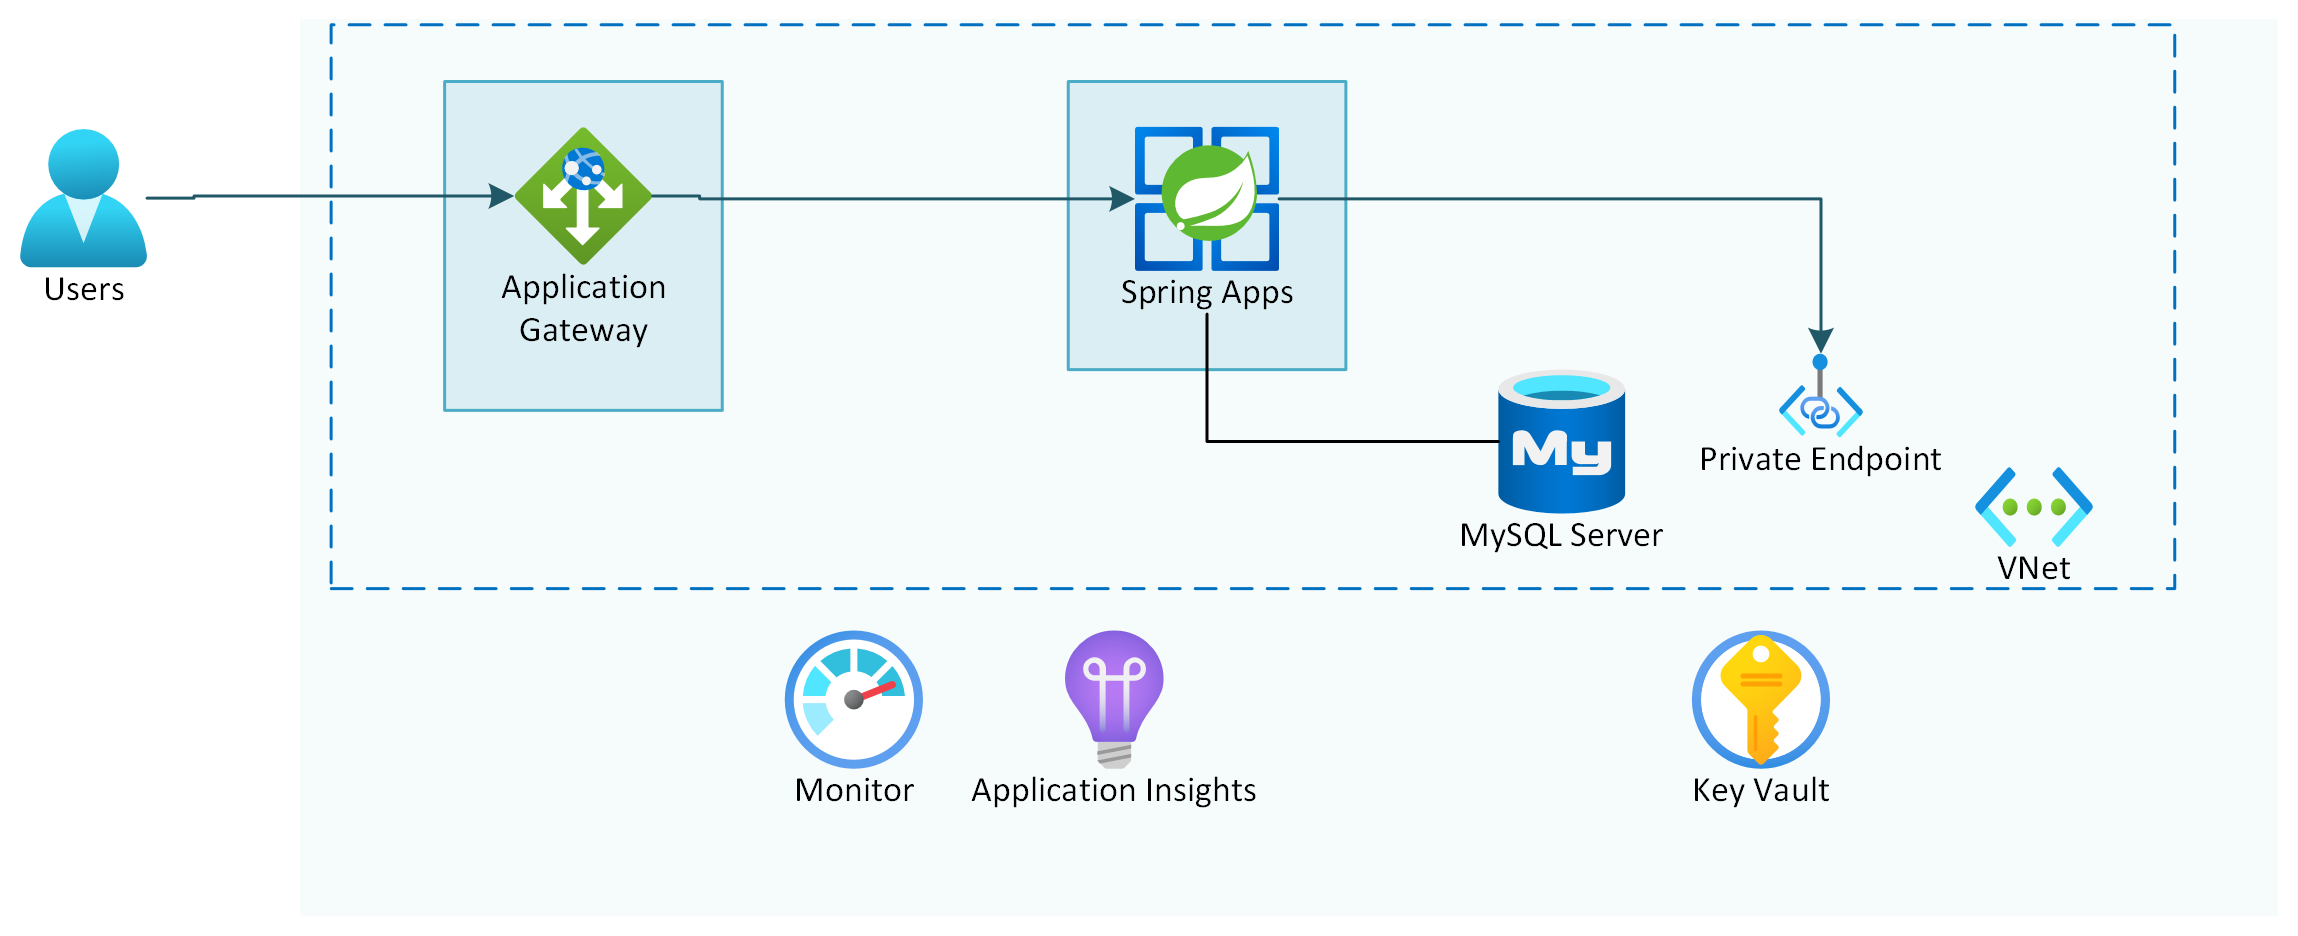 Users
Application
Gateway
Spring Apps
My
MySQL Server
Private Endpoint
VNet
Monitor
Application Insights
Key Vault